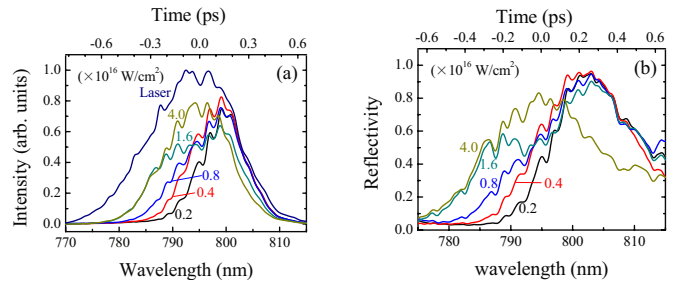 Time (ps)
-0.6 -0.3 0.0 0.3 0.6
(×10¹⁶ W/cm²)
(a)
Laser
4.0
1.6
0.8
0.4
0.2
Intensity (arb. units)
1.0
0.8
0.6
0.4
0.2
0.0
770 780 790 800 810
Wavelength (nm)
Time (ps)
-0.6 -0.4 -0.2 0.0 0.2 0.4 0.6
(×10¹⁶ W/cm²)
(b)
4.0
1.6
0.8
0.4
0.2
Reflectivity
1.0
0.8
0.6
0.4
0.2
0.0
780 790 800 810
wavelength (nm)